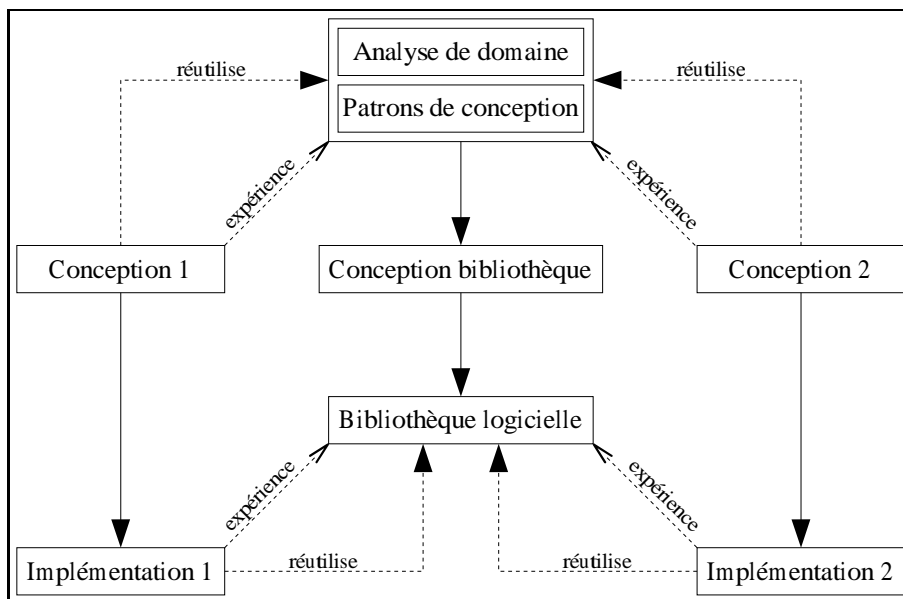 Analyse de domaine
réutilise
réutilise
Patrons de conception
expérience
expérience
Conception 1
Conception bibliothèque
Conception 2
Bibliothèque logicielle
expérience
expérience
Implémentation 1
réutilise
réutilise
Implémentation 2